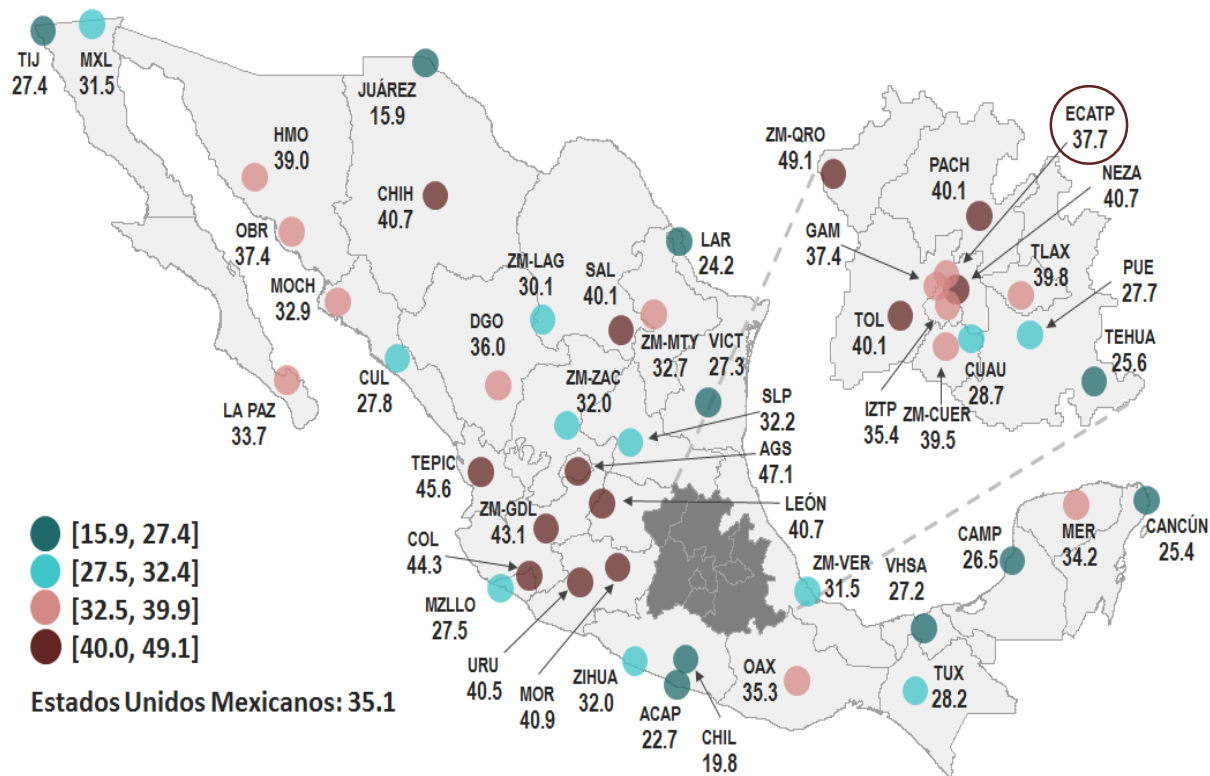 TIJ
27.4
MXL
31.5
JUÁREZ
15.9
HMO
39.0
CHIH
40.7
OBR
37.4
MOCH
32.9
LA PAZ
33.7
CUL
27.8
DGO
36.0
ZM-LAG
30.1
SAL
40.1
LAR
24.2
ZM-MTY
32.7
VICT
27.3
ZM-ZAC
32.0
SLP
32.2
AGS
47.1
LEÓN
40.7
TEPIC
45.6
ZM-GDL
43.1
COL
44.3
MZLLO
27.5
URU
40.5
MOR
40.9
ZIHUA
32.0
ACAP
22.7
CHIL
19.8
OAX
35.3
ZM-VER
31.5
VHSA
27.2
TUX
28.2
CAMP
26.5
MER
34.2
CANCÚN
25.4
ZM-QRO
49.1
PACH
40.1
ECATP
37.7
NEZA
40.7
GAM
37.4
TLAX
39.8
PUE
27.7
TOL
40.1
TEHUA
25.6
CUAU
28.7
IZTP
35.4
ZM-CUER
39.5
[15.9, 27.4]
[27.5, 32.4]
[32.5, 39.9]
[40.0, 49.1]
Estados Unidos Mexicanos: 35.1